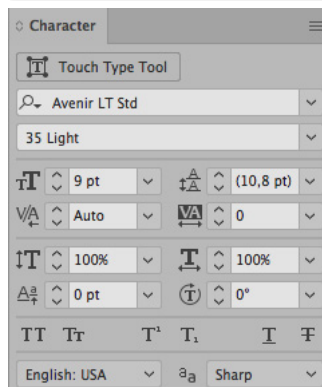 Character
Touch Type Tool
Avenir LT Std
35 Light
9 pt (10,8 pt)
Auto 0
100% 100%
0 pt 0°
TT Tt T¹ T₁ T T
English: USA aa Sharp